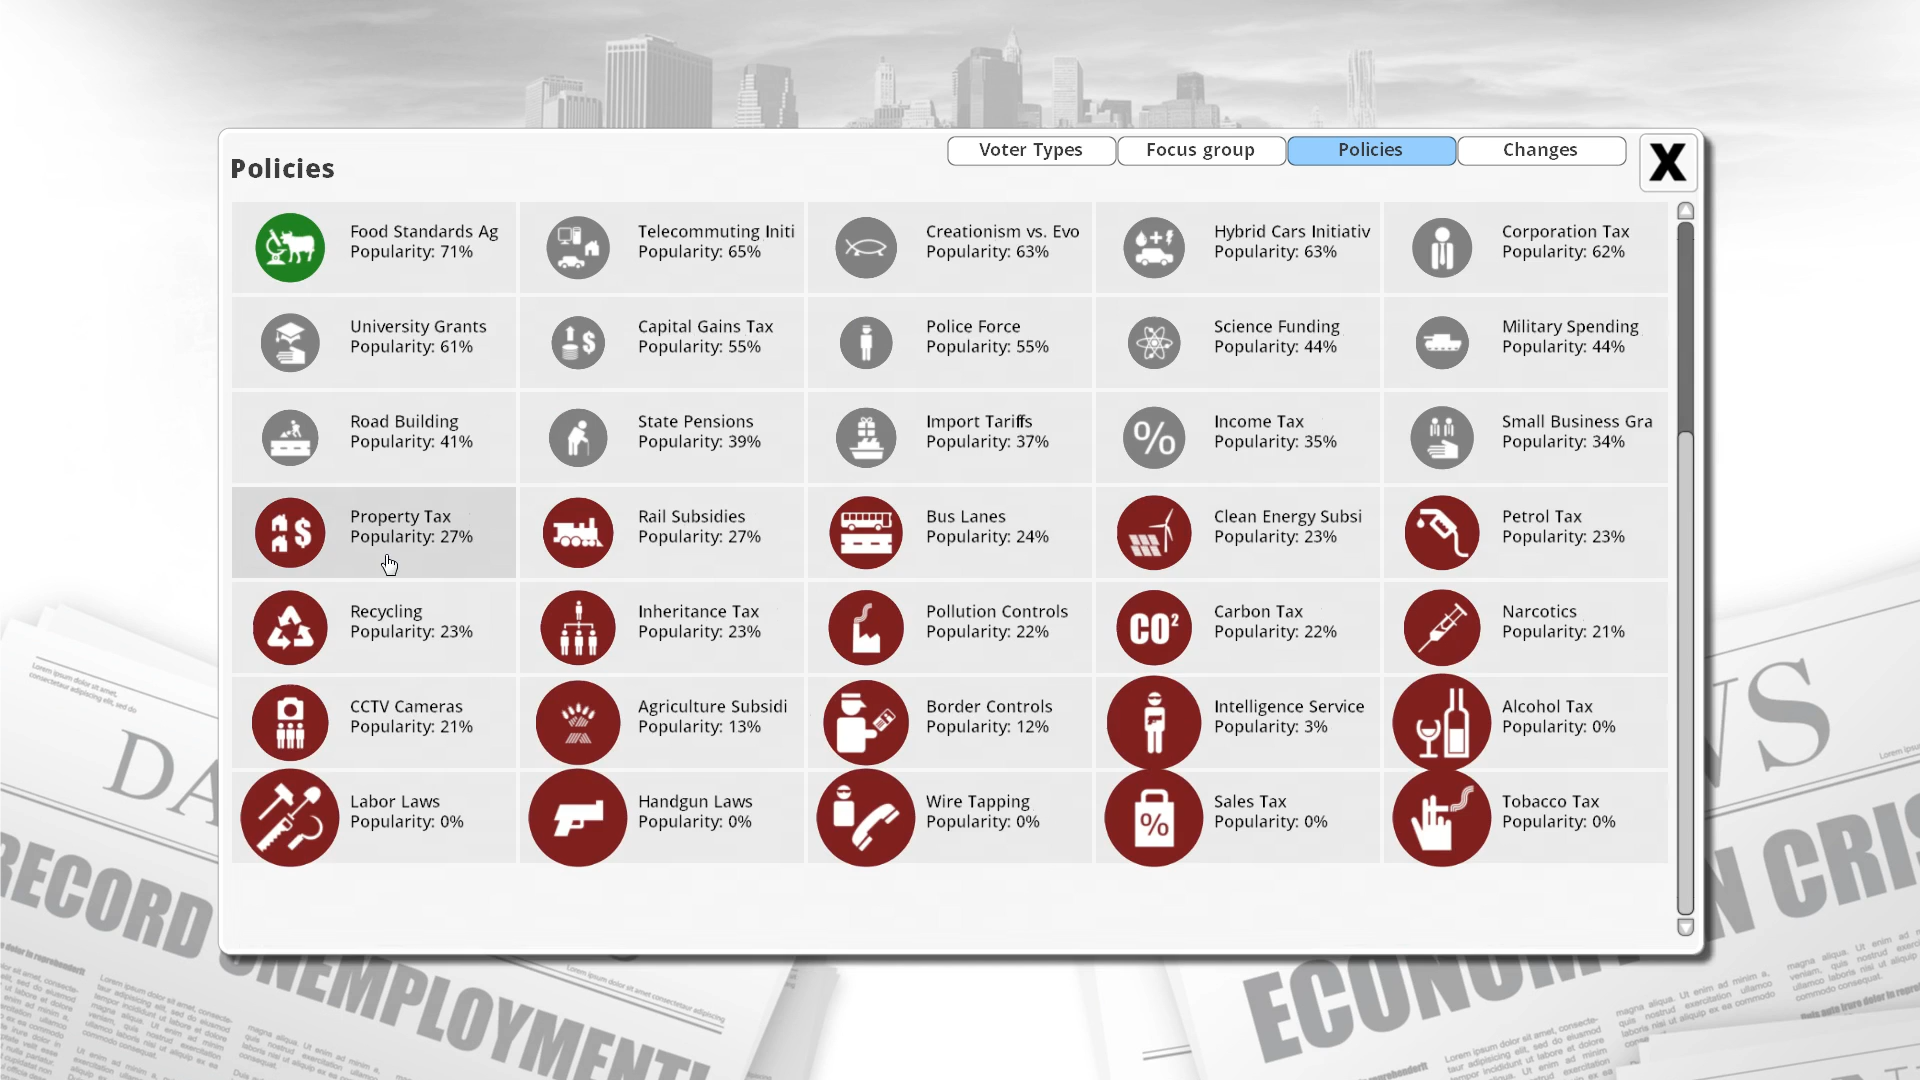 Policies
Voter Types
Focus group
Policies
Changes
X
Food Standards Ag
Popularity: 71%
Telecommuting Initi
Popularity: 65%
Creationism vs. Evo
Popularity: 63%
Hybrid Cars Initiativ
Popularity: 63%
Corporation Tax
Popularity: 62%
University Grants
Popularity: 61%
Capital Gains Tax
Popularity: 55%
Police Force
Popularity: 55%
Science Funding
Popularity: 44%
Military Spending
Popularity: 44%
Road Building
Popularity: 41%
State Pensions
Popularity: 39%
Import Tariffs
Popularity: 37%
%
Income Tax
Popularity: 35%
Small Business Gra
Popularity: 34%
$
Property Tax
Popularity: 27%
Rail Subsidies
Popularity: 27%
Bus Lanes
Popularity: 24%
Clean Energy Subsi
Popularity: 23%
Petrol Tax
Popularity: 23%
Recycling
Popularity: 23%
Inheritance Tax
Popularity: 23%
Pollution Controls
Popularity: 22%
CO²
Carbon Tax
Popularity: 22%
Narcotics
Popularity: 21%
CCTV Cameras
Popularity: 21%
Agriculture Subsidi
Popularity: 13%
Border Controls
Popularity: 12%
Intelligence Service
Popularity: 3%
Alcohol Tax
Popularity: 0%
Labor Laws
Popularity: 0%
Handgun Laws
Popularity: 0%
Wire Tapping
Popularity: 0%
%
Sales Tax
Popularity: 0%
Tobacco Tax
Popularity: 0%
DA
WS
RECORD
UNEMPLOYMENT!
ECONOM
N CRIS